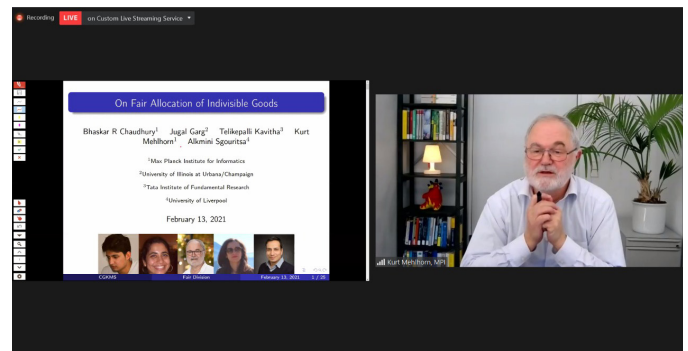 Recording LIVE on Custom Live Streaming Service
On Fair Allocation of Indivisible Goods
Bhaskar R Chaudhury¹ Jugal Garg² Telikepalli Kavitha³ Kurt
Mehlhorn¹ Alkmini Sgouritsa⁴
¹Max Planck Institute for Informatics
²University of Illinois at Urbana/Champaign
³Tata Institute of Fundamental Research
⁴University of Liverpool
February 13, 2021
CGKMS Fair Division February 13, 2021 1 / 20
Kurt Mehlhorn, MPI